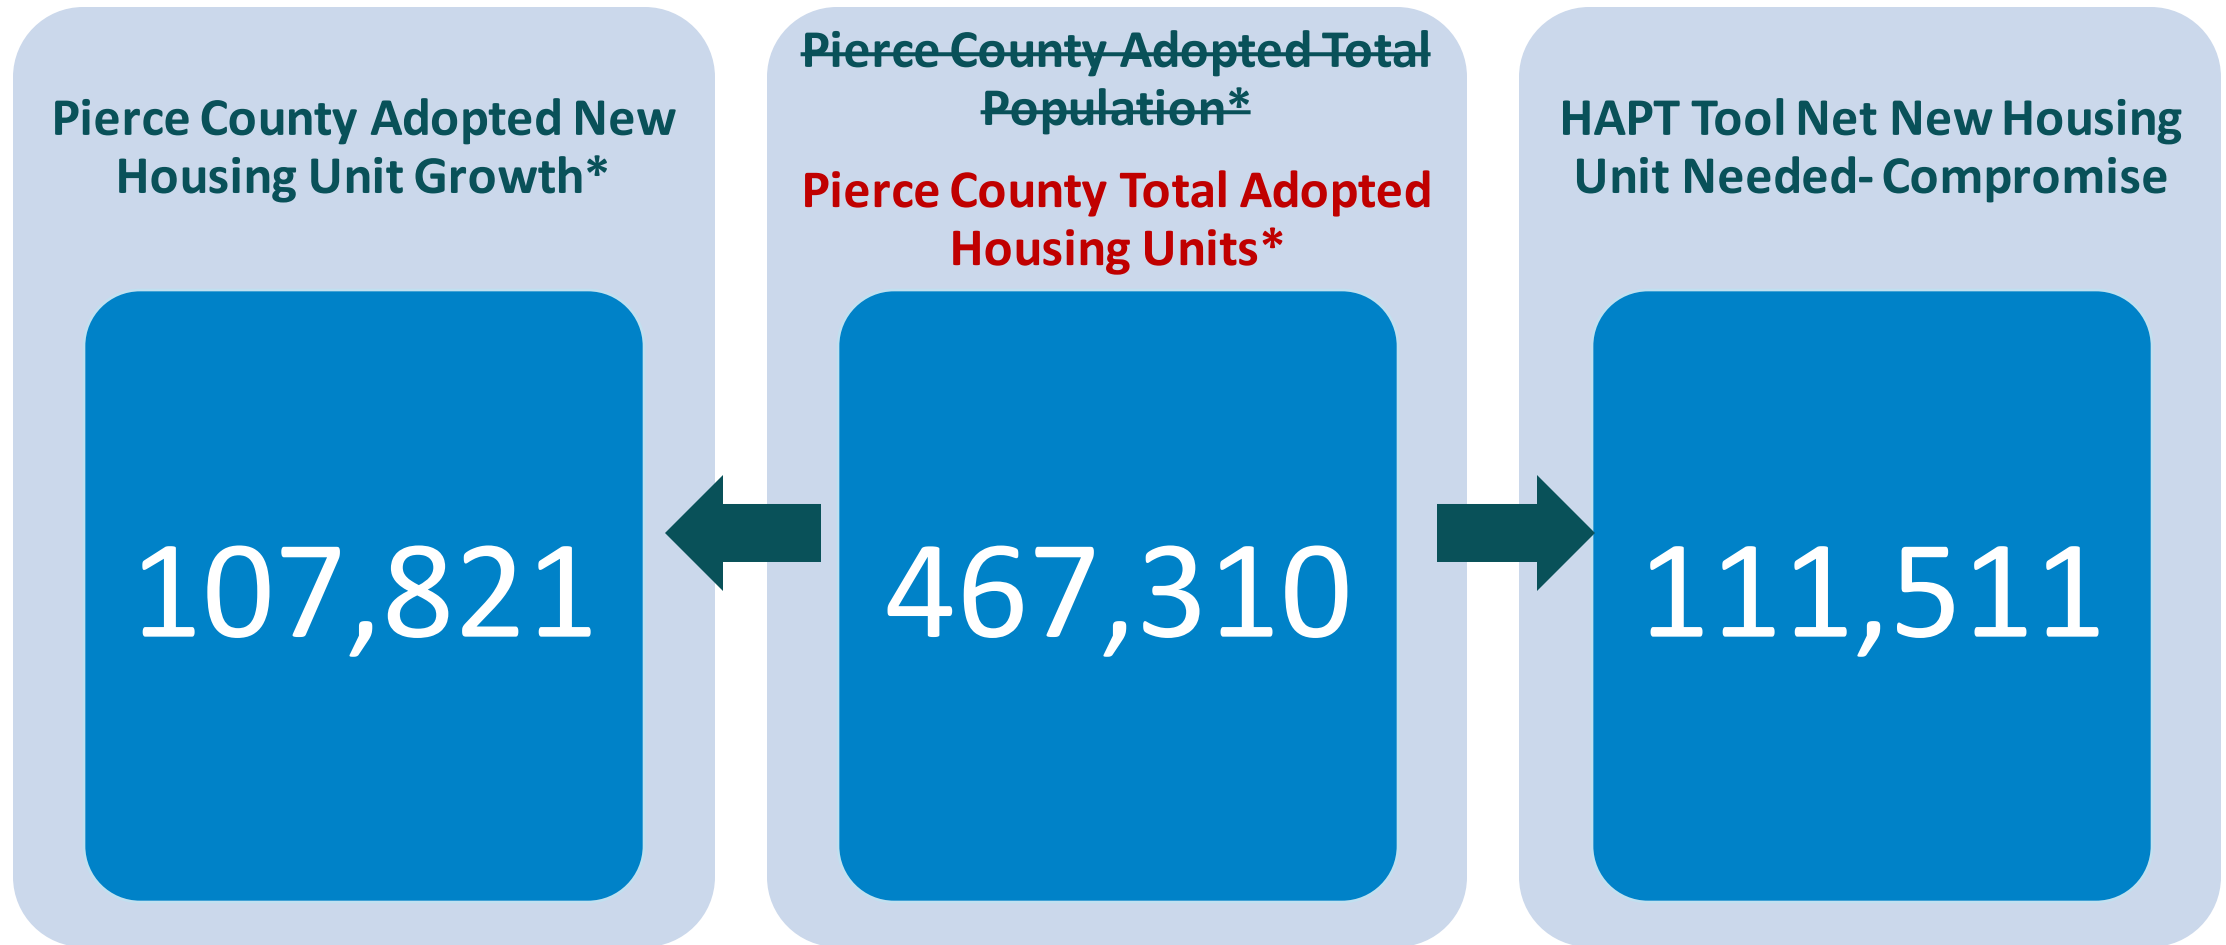 Pierce County Adopted New
Housing Unit Growth*
107,821
Pierce County Adopted Total
Population*
Pierce County Total Adopted
Housing Units*
467,310
HAPT Tool Net New Housing
Unit Needed- Compromise
111,511